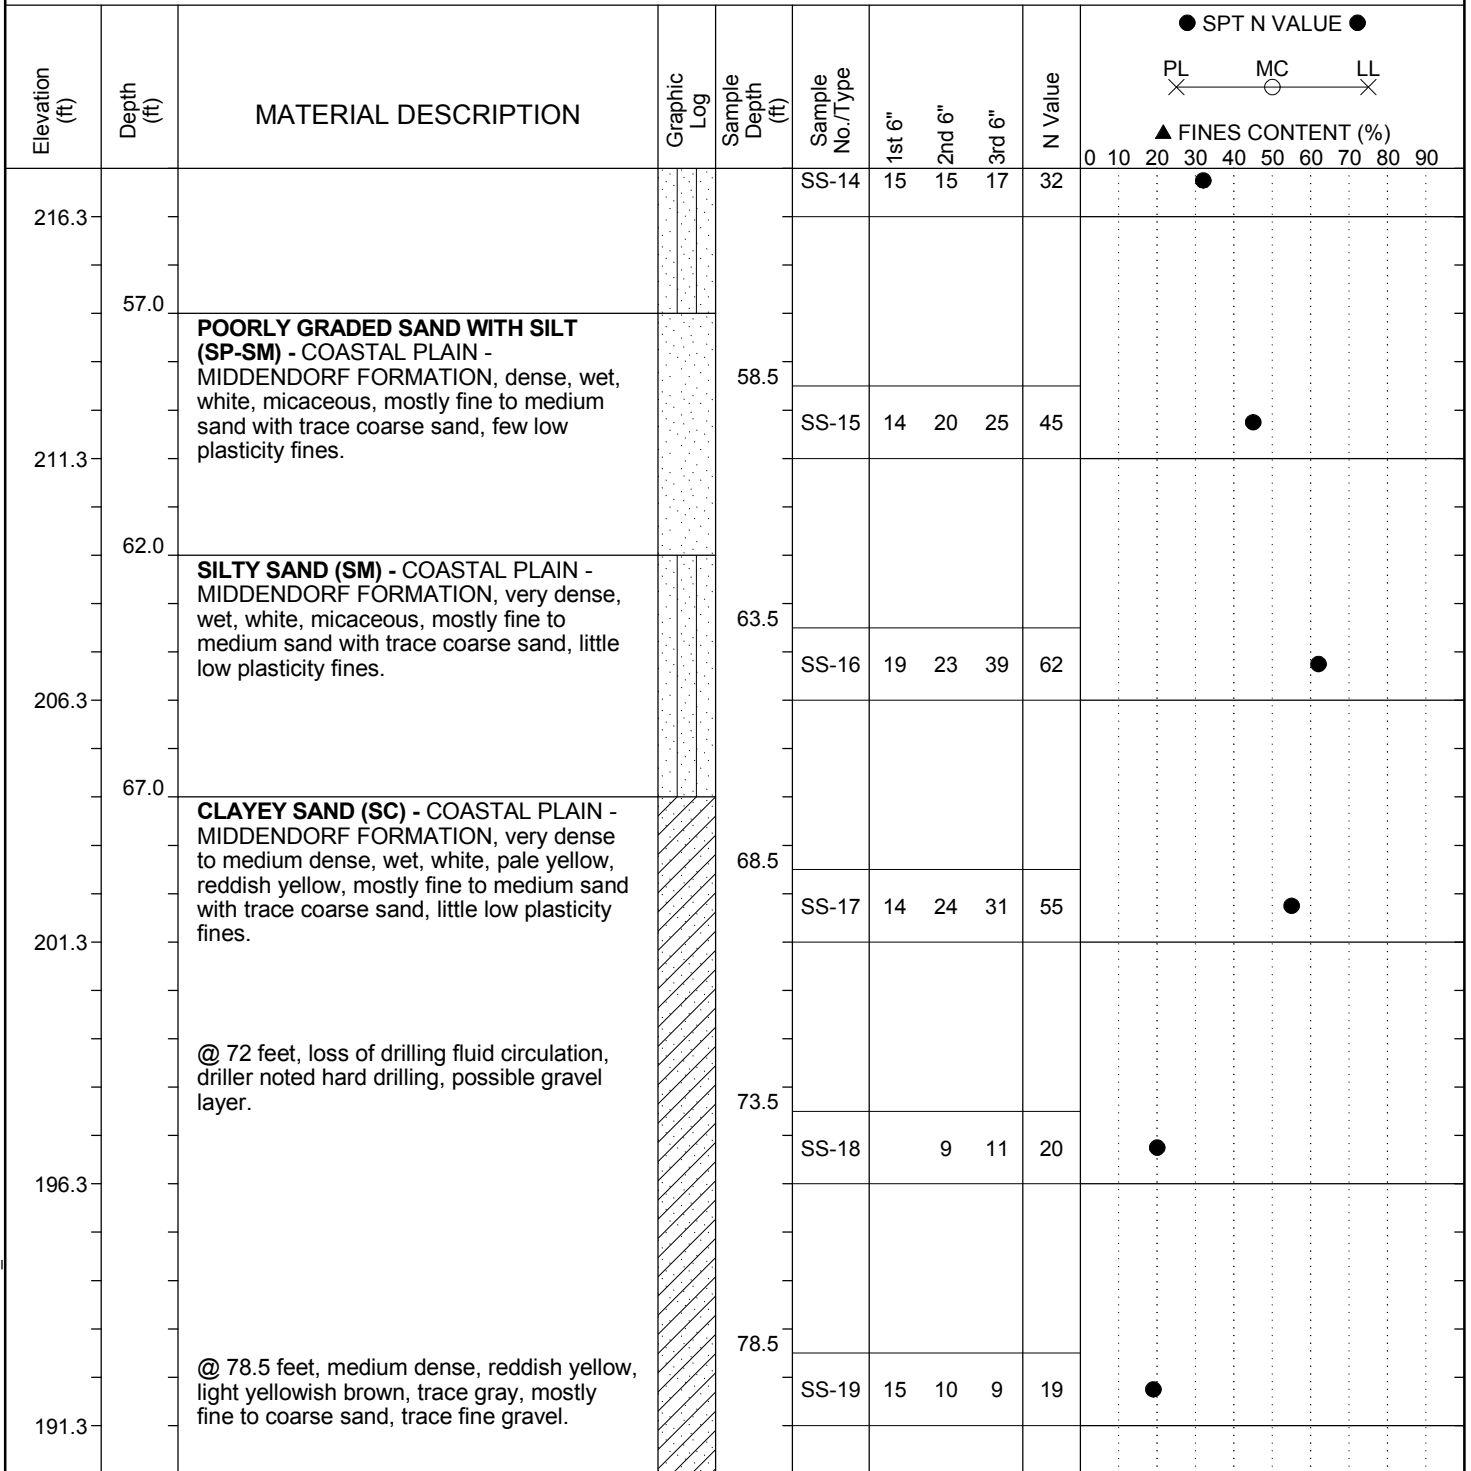 Elevation (ft)
Depth (ft)
MATERIAL DESCRIPTION
Graphic Log
Sample Depth (ft)
Sample No./Type
1st 6"
2nd 6"
3rd 6"
N Value
● SPT N VALUE ●
PL MC LL
▲ FINES CONTENT (%)
0 10 20 30 40 50 60 70 80 90
SS-14 15 15 17 32
216.3
57.0
POORLY GRADED SAND WITH SILT
(SP-SM) - COASTAL PLAIN -
MIDDENDORF FORMATION, dense, wet,
white, micaceous, mostly fine to medium
sand with trace coarse sand, few low
plasticity fines.
58.5
SS-15 14 20 25 45
211.3
62.0
SILTY SAND (SM) - COASTAL PLAIN -
MIDDENDORF FORMATION, very dense,
wet, white, micaceous, mostly fine to
medium sand with trace coarse sand, little
low plasticity fines.
63.5
SS-16 19 23 39 62
206.3
67.0
CLAYEY SAND (SC) - COASTAL PLAIN -
MIDDENDORF FORMATION, very dense
to medium dense, wet, white, pale yellow,
reddish yellow, mostly fine to medium sand
with trace coarse sand, little low plasticity
fines.
68.5
SS-17 14 24 31 55
201.3
@ 72 feet, loss of drilling fluid circulation,
driller noted hard drilling, possible gravel
layer.
73.5
SS-18 9 11 20
196.3
78.5
@ 78.5 feet, medium dense, reddish yellow,
light yellowish brown, trace gray, mostly
fine to coarse sand, trace fine gravel.
SS-19 15 10 9 19
191.3